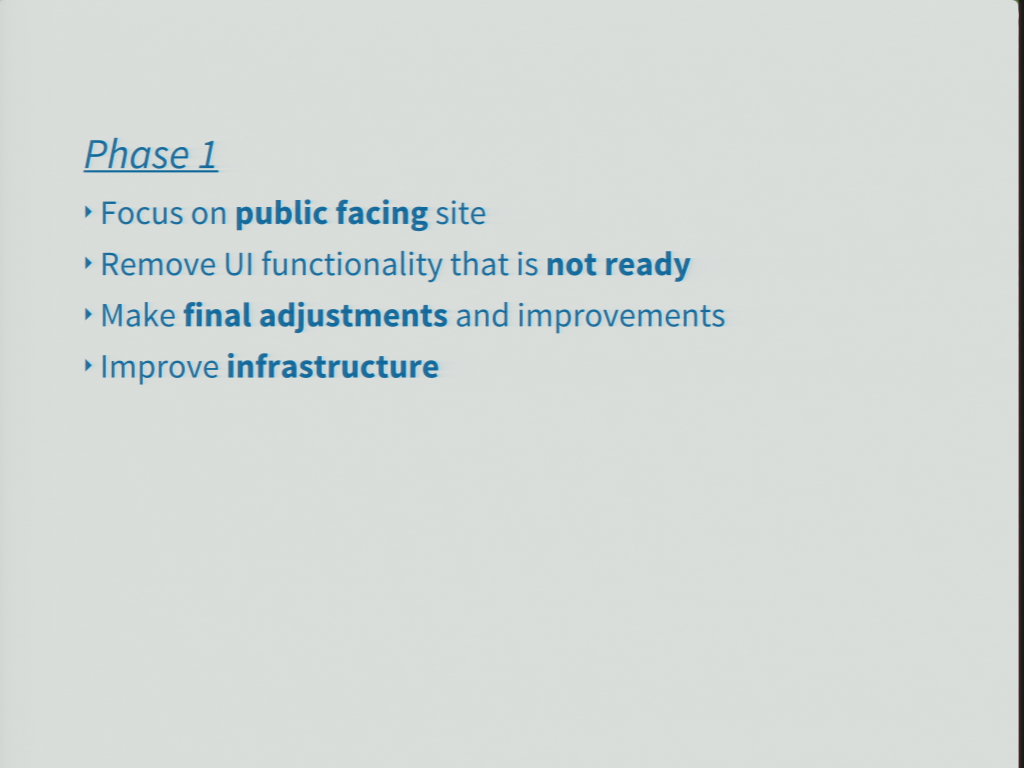 Phase 1
Focus on public facing site
Remove UI functionality that is not ready
Make final adjustments and improvements
Improve infrastructure